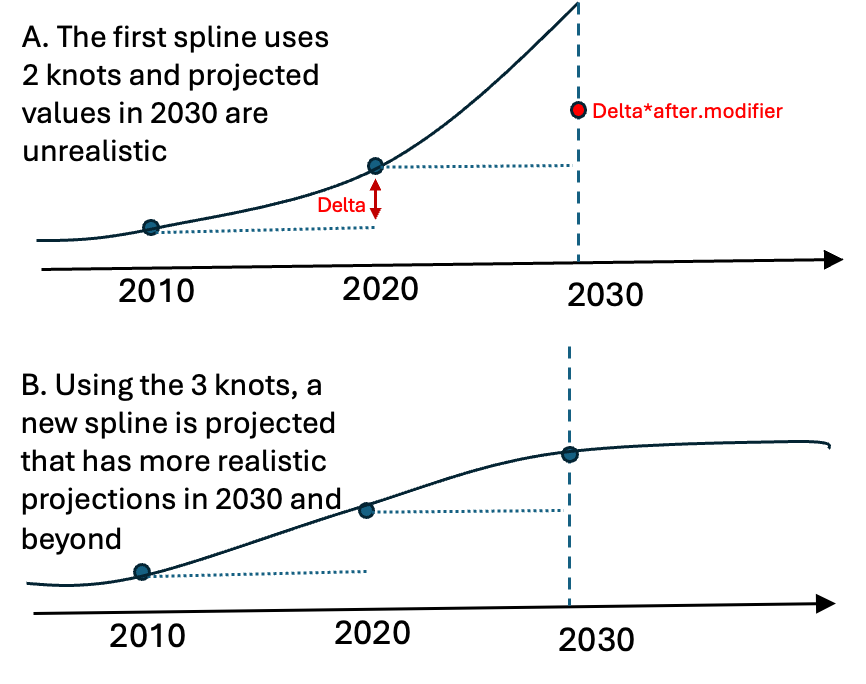 A. The first spline uses
2 knots and projected
values in 2030 are
unrealistic
Delta*after.modifier
Delta
2010
2020
2030
B. Using the 3 knots, a
new spline is projected
that has more realistic
projections in 2030 and
beyond
2010
2020
2030